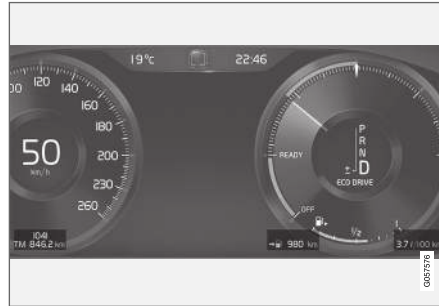 19°c 22:46
120
140
160
180
200
230
260
50
km/h
1041
TM 846.2 km
P
R
N
± D
ECO DRIVE
READY
OFF
1/2
1
980 km
3.7 l/100 km
G057576